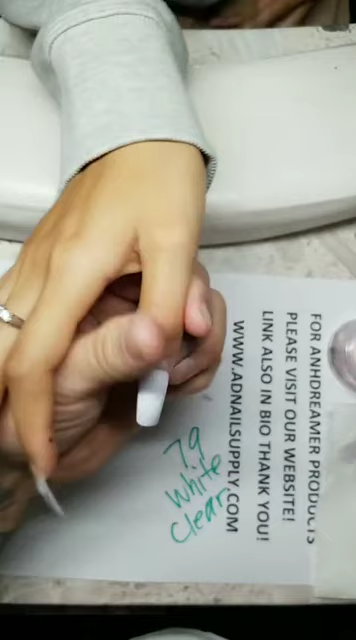 FOR ANHDREAMER PRODUCTS
PLEASE VISIT OUR WEBSITE!
LINK ALSO IN BIO THANK YOU!
WWW.ADNAILSUPPLY.COM
79
White
Clear